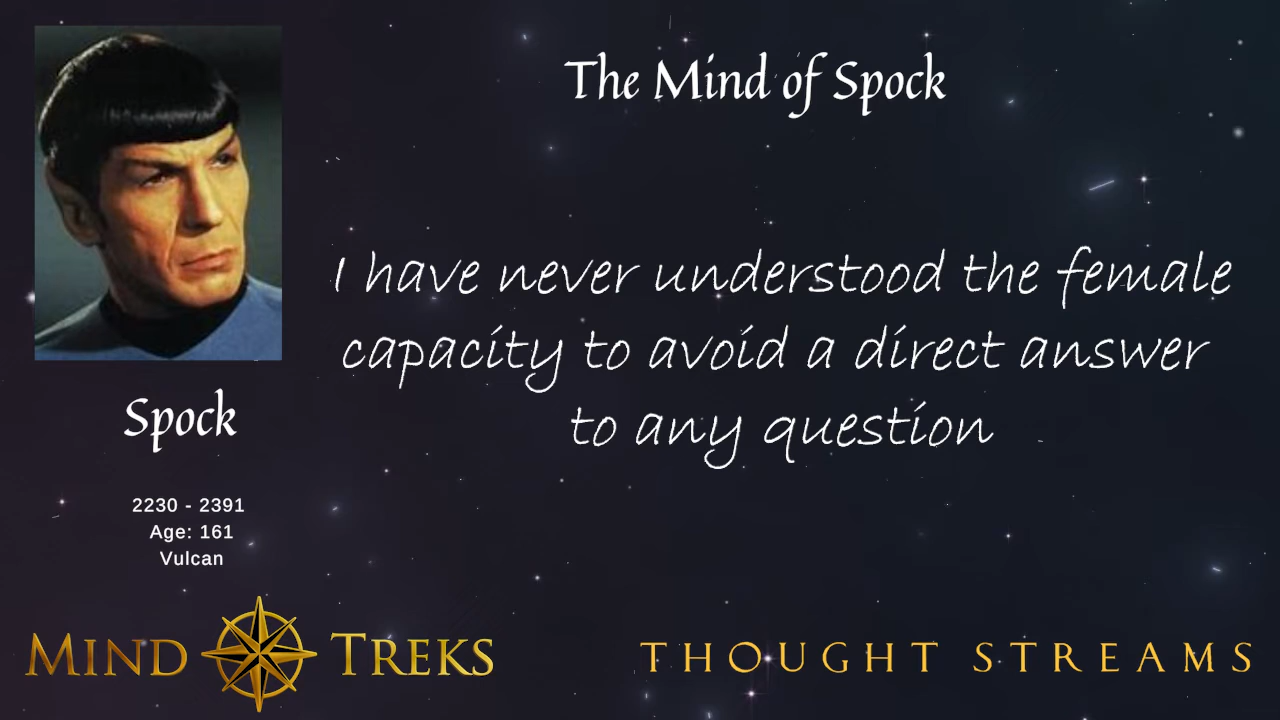 The Mind of Spock
I have never understood the female
capacity to avoid a direct answer
to any question
Spock
2230 - 2391
Age: 161
Vulcan
MIND TREKS
THOUGHT STREAMS